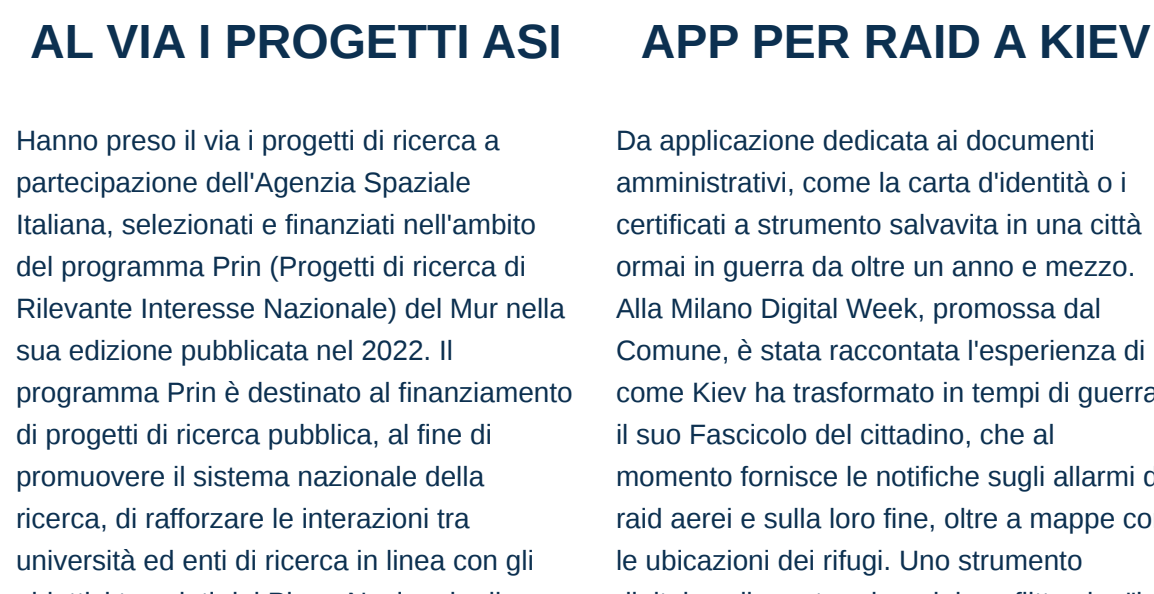 AL VIA I PROGETTI ASI
Hanno preso il via i progetti di ricerca a
partecipazione dell'Agenzia Spaziale
Italiana, selezionati e finanziati nell'ambito
del programma Prin (Progetti di ricerca di
Rilevante Interesse Nazionale) del Mur nella
sua edizione pubblicata nel 2022. Il
programma Prin è destinato al finanziamento
di progetti di ricerca pubblica, al fine di
promuovere il sistema nazionale della
ricerca, di rafforzare le interazioni tra
università ed enti di ricerca in linea con gli
APP PER RAID A KIEV
Da applicazione dedicata ai documenti
amministrativi, come la carta d'identità o i
certificati a strumento salvavita in una città
ormai in guerra da oltre un anno e mezzo.
Alla Milano Digital Week, promossa dal
Comune, è stata raccontata l'esperienza di
come Kiev ha trasformato in tempi di guerra
il suo Fascicolo del cittadino, che al
momento fornisce le notifiche sugli allarmi
raid aerei e sulla loro fine, oltre a mappe
le ubicazioni dei rifugi. Uno strumento